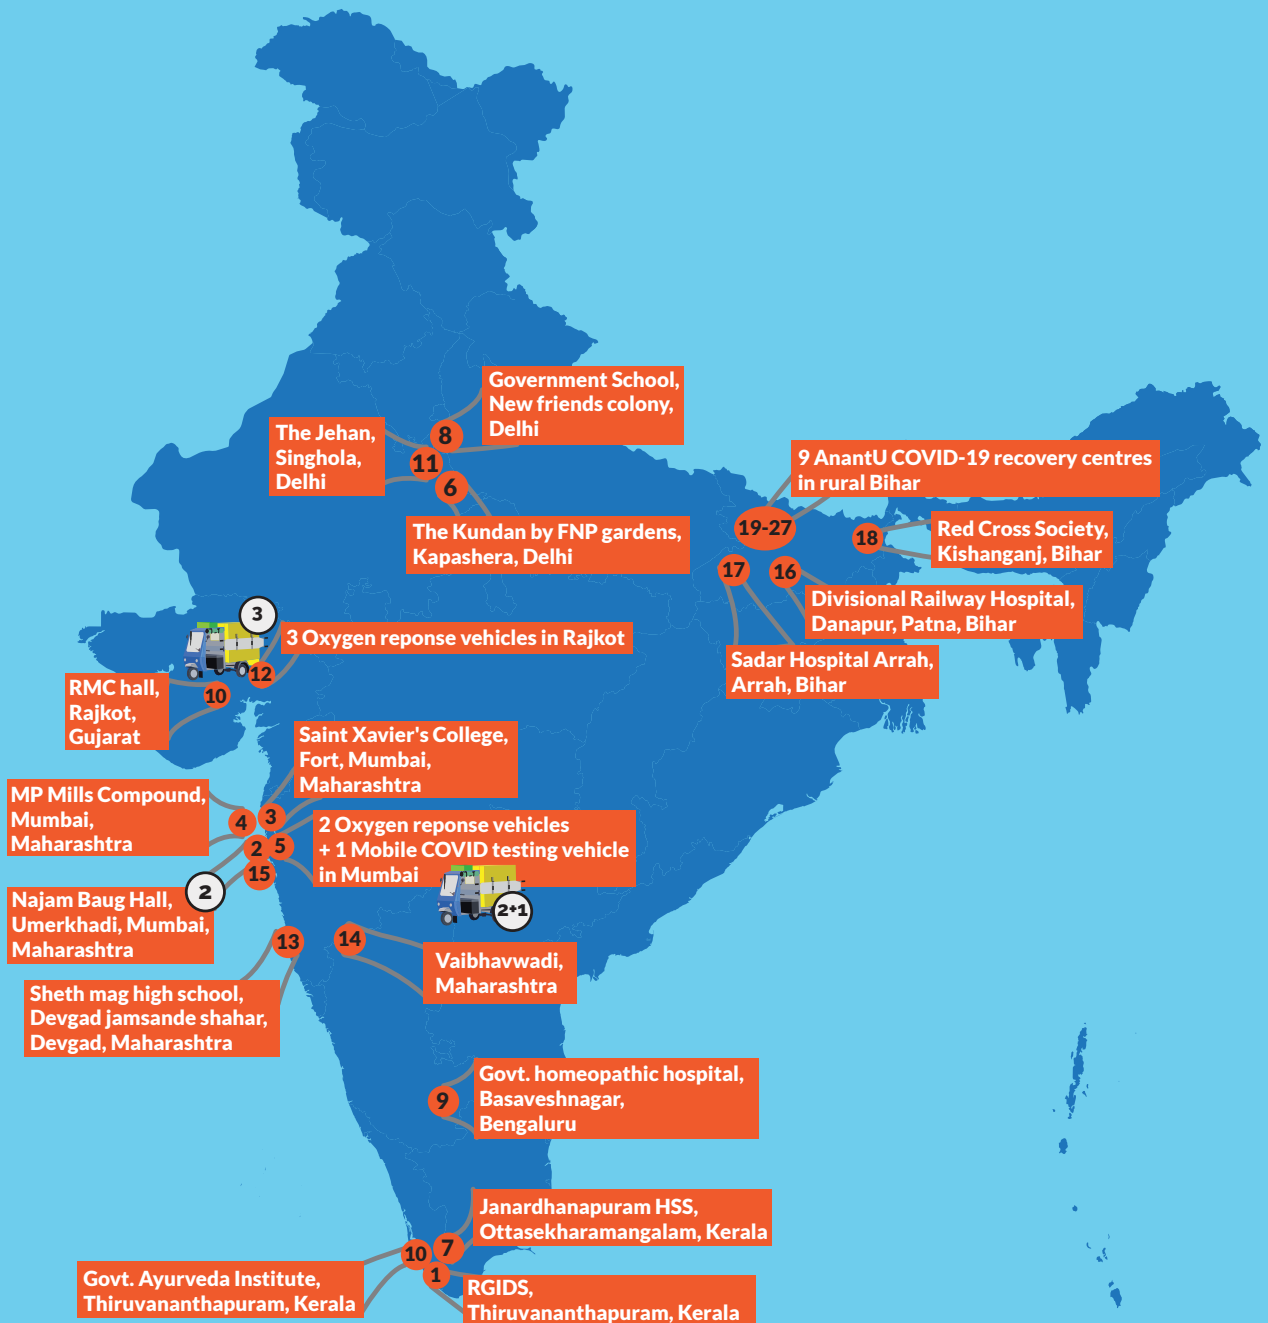 Government School,
New friends colony,
Delhi
8
The Jehan,
Singhola,
Delhi
11
6
The Kundan by FNP gardens,
Kapashera, Delhi
9 AnantU COVID-19 recovery centres
in rural Bihar
19-27
18
Red Cross Society,
Kishanganj, Bihar
17
16
Divisional Railway Hospital,
Danapur, Patna, Bihar
Sadar Hospital Arrah,
Arrah, Bihar
3
3 Oxygen reponse vehicles in Rajkot
12
10
RMC hall,
Rajkot,
Gujarat
Saint Xavier's College,
Fort, Mumbai,
Maharashtra
MP Mills Compound,
Mumbai,
Maharashtra
4
3
2
5
15
2 Oxygen reponse vehicles
+ 1 Mobile COVID testing vehicle
in Mumbai
2+1
2
Najam Baug Hall,
Umerkhadi, Mumbai,
Maharashtra
13
14
Vaibhavwadi,
Maharashtra
Sheth mag high school,
Devgad jamsande shahar,
Devgad, Maharashtra
9
Govt. homeopathic hospital,
Basaveshnagar,
Bengaluru
Janardhanapuram HSS,
Ottasekharamangalam, Kerala
10
7
1
Govt. Ayurveda Institute,
Thiruvananthapuram, Kerala
RGIDS,
Thiruvananthapuram, Kerala